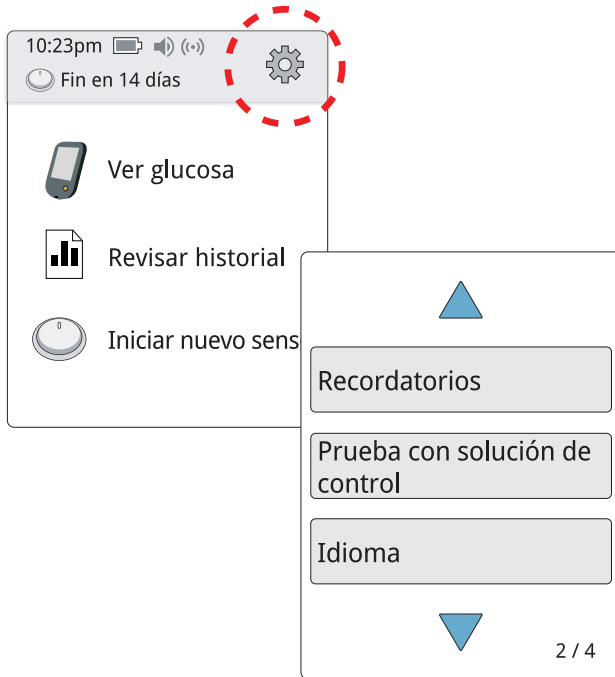 10:23pm
Fin en 14 días
Ver glucosa
Revisar historial
Iniciar nuevo sens
Recordatorios
Prueba con solución de
control
Idioma
2 / 4